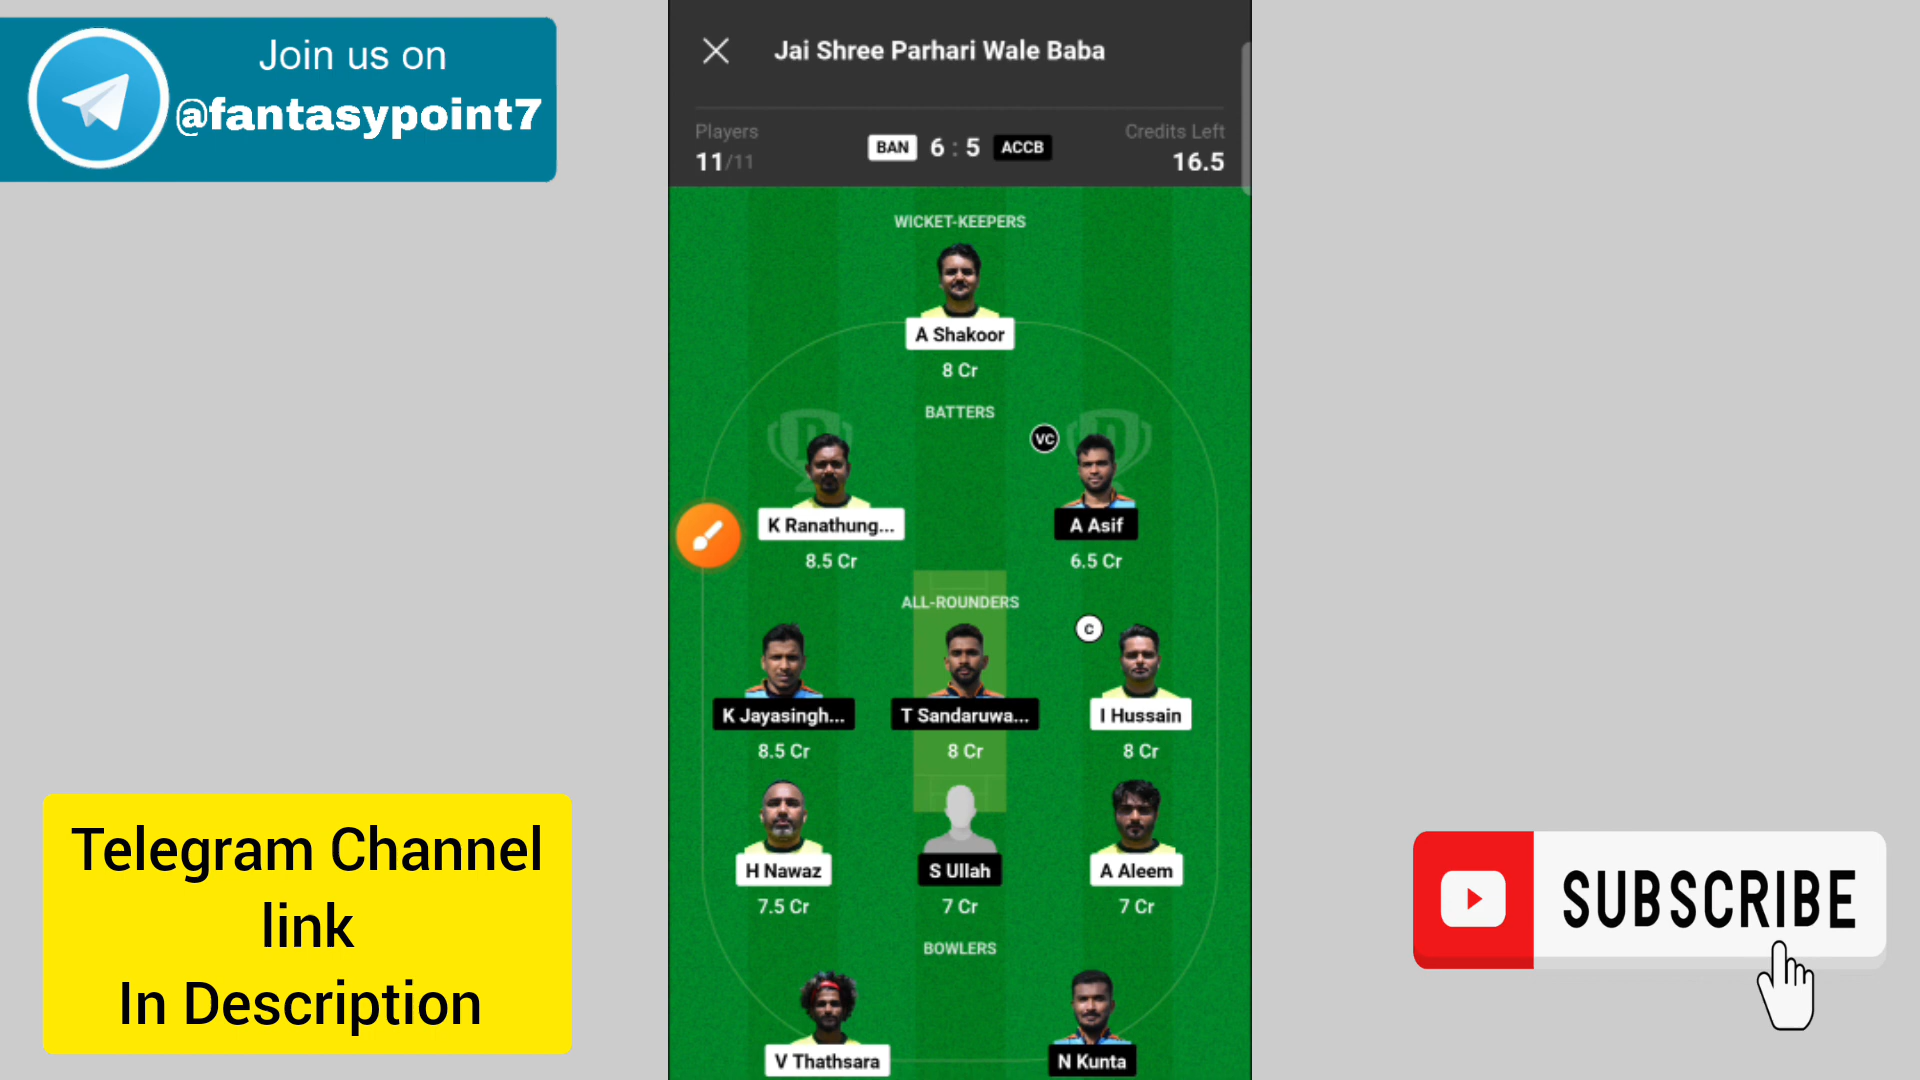 Join us on
@fantasypoint7
Jai Shree Parhari Wale Baba
Players
11/11
BAN 6 : 5 ACCB
Credits Left
16.5
WICKET-KEEPERS
A Shakoor
8 Cr
BATTERS
VC
K Ranathung... A Asif
8.5 Cr 6.5 Cr
ALL-ROUNDERS
C
K Jayasingh... T Sandaruwa... I Hussain
8.5 Cr 8 Cr 8 Cr
H Nawaz S Ullah A Aleem
7.5 Cr 7 Cr 7 Cr
BOWLERS
V Thathsara N Kunta
Telegram Channel
link
In Description
SUBSCRIBE